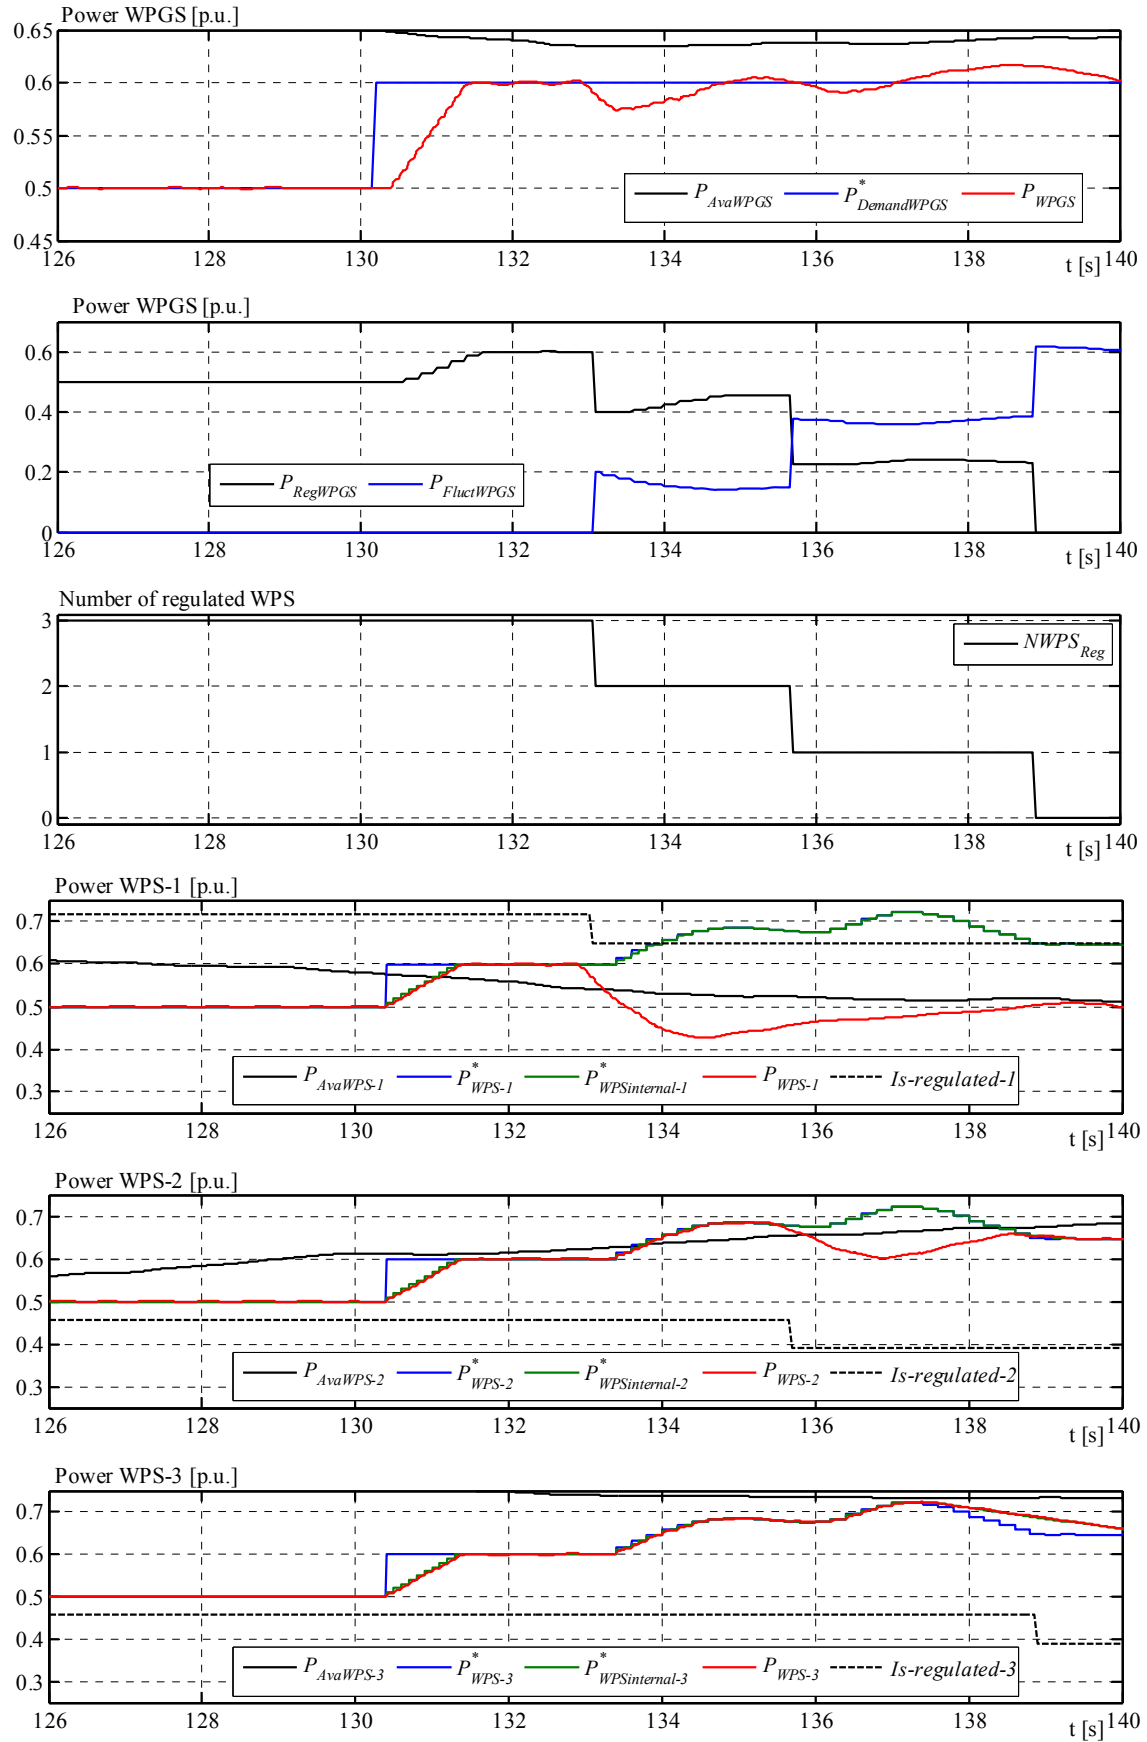 Power WPGS [p.u.]
0.65
0.6
0.55
0.5
0.45
P_AvaWPGS P*_DemandWPGS P_WPGS
126 128 130 132 134 136 138 140
t [s]
Power WPGS [p.u.]
0.6
0.4
0.2
0
P_RegWPGS P_FluctWPGS
126 128 130 132 134 136 138 140
t [s]
Number of regulated WPS
3
2
1
0
NWPS_Reg
126 128 130 132 134 136 138 140
t [s]
Power WPS-1 [p.u.]
0.7
0.6
0.5
0.4
0.3
P_AvaWPS-1 P*_WPS-1 P*_WPSinternal-1 P_WPS-1 Is-regulated-1
126 128 130 132 134 136 138 140
t [s]
Power WPS-2 [p.u.]
0.7
0.6
0.5
0.4
0.3
P_AvaWPS-2 P*_WPS-2 P*_WPSinternal-2 P_WPS-2 Is-regulated-2
126 128 130 132 134 136 138 140
t [s]
Power WPS-3 [p.u.]
0.7
0.6
0.5
0.4
0.3
P_AvaWPS-3 P*_WPS-3 P*_WPSinternal-3 P_WPS-3 Is-regulated-3
126 128 130 132 134 136 138 140
t [s]